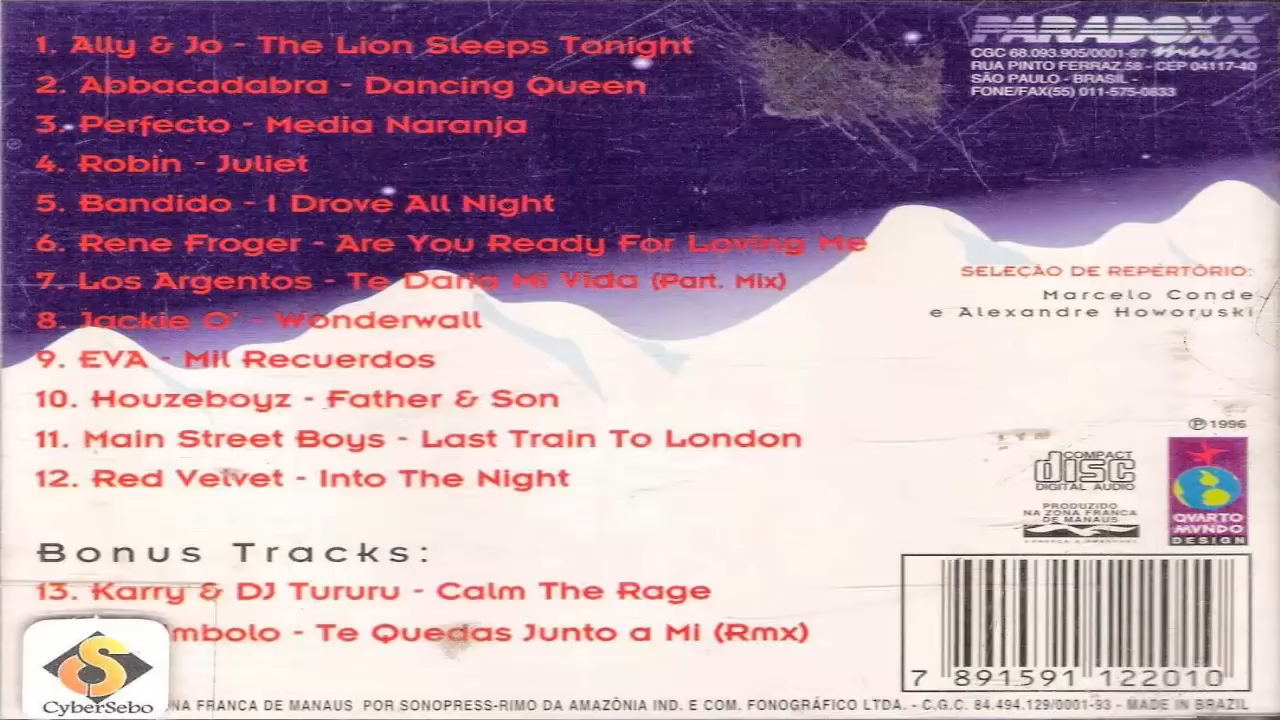 1. Ally & Jo - The Lion Sleeps Tonight
2. Abbacadabra - Dancing Queen
3. Perfecto - Media Naranja
4. Robin - Juliet
5. Bandido - I Drove All Night
6. Rene Froger - Are You Ready For Loving Me
7. Los Argentos - Te Daria Mi Vida (Part. Mix)
8. Jackie O' - Wonderwall
9. EVA - Mil Recuerdos
10. Houzeboyz - Father & Son
11. Main Street Boys - Last Train To London
12. Red Velvet - Into The Night
Bonus Tracks:
13. Karry & DJ Tururu - Calm The Rage
mbolo - Te Quedas Junto a Mi (Rmx)
PARADOXX
music
CGC 68.093.905/0001-97
RUA PINTO FERRAZ,58 - CEP 04117-40
SÃO PAULO - BRASIL -
FONE/FAX(55) 011-575-0833
SELEÇÃO DE REPERTÓRIO:
Marcelo Conde
e Alexandre Howoruski
℗ 1996
COMPACT
disc
DIGITAL AUDIO
PRODUZIDO
NA ZONA FRANCA
DE MANAUS
QVARTO
MVNDO
DESIGN
7 891591 122010
CyberSebo
NA FRANCA DE MANAUS POR SONOPRESS-RIMO DA AMAZÔNIA IND. E COM. FONOGRÁFICO LTDA. - C.G.C. 84.494.129/0001-93 - MADE IN BRAZIL